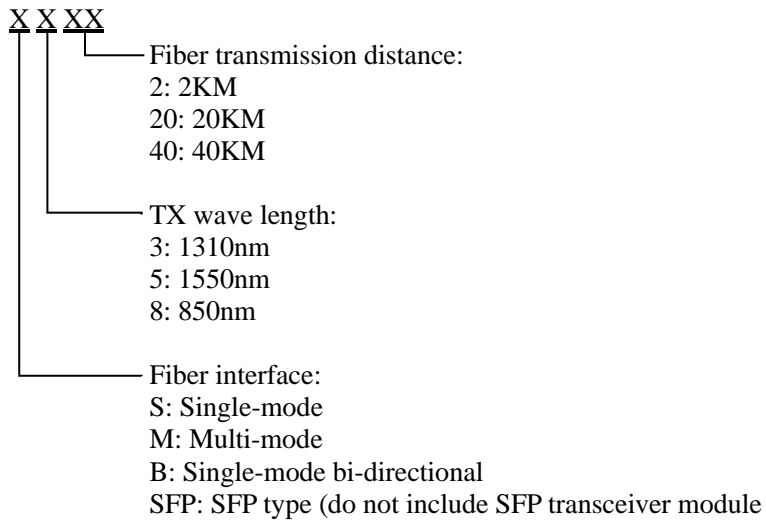 X X XX
Fiber transmission distance:
2: 2KM
20: 20KM
40: 40KM
TX wave length:
3: 1310nm
5: 1550nm
8: 850nm
Fiber interface:
S: Single-mode
M: Multi-mode
B: Single-mode bi-directional
SFP: SFP type (do not include SFP transceiver module